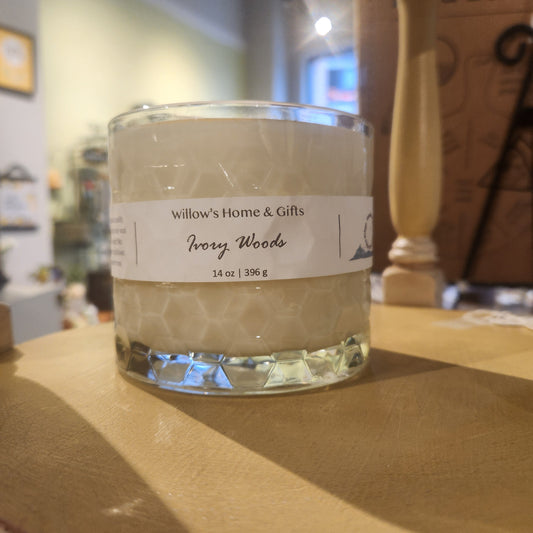 Willow's Home & Gifts
Ivory Woods
14 oz | 396 g